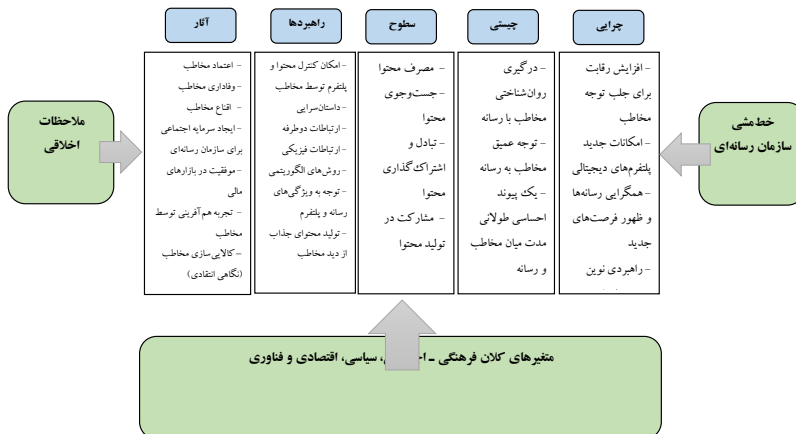 چرایی
چیستی
سطوح
راهبردها
آثار
خط‌مشی
سازمان رسانه‌ای
– افزایش رقابت
برای جلب توجه
مخاطب
– امکانات جدید
پلتفرم‌های دیجیتالی
– همگرایی رسانه‌ها
و ظهور فرصت‌های
جدید
– راهبردی نوین
– درگیری
روان‌شناختی
مخاطب با رسانه
– توجه عمیق
مخاطب به رسانه
– یک پیوند
احساسی طولانی
مدت میان مخاطب
و رسانه
– مصرف محتوا
– جست‌وجوی
محتوا
– تبادل و
اشتراک‌گذاری
محتوا
– مشارکت در
تولید محتوا
– امکان کنترل محتوا و
پلتفرم توسط مخاطب
– داستان‌سرایی
– ارتباطات دوطرفه
– ارتباطات فیزیکی
– روش‌های الگوریتمی
– توجه به ویژگی‌های
رسانه و پلتفرم
– تولید محتوای جذاب
از دید مخاطب
– اعتماد مخاطب
– وفاداری مخاطب
– اقناع مخاطب
– ایجاد سرمایه اجتماعی
برای سازمان رسانه‌ای
– موفقیت در بازارهای
مالی
– تجربه هم‌آفرینی توسط
مخاطب
– کالایی‌سازی مخاطب
(نگاهی انتقادی)
ملاحظات
اخلاقی
متغیرهای کلان فرهنگی – سیاسی، اقتصادی و فناوری